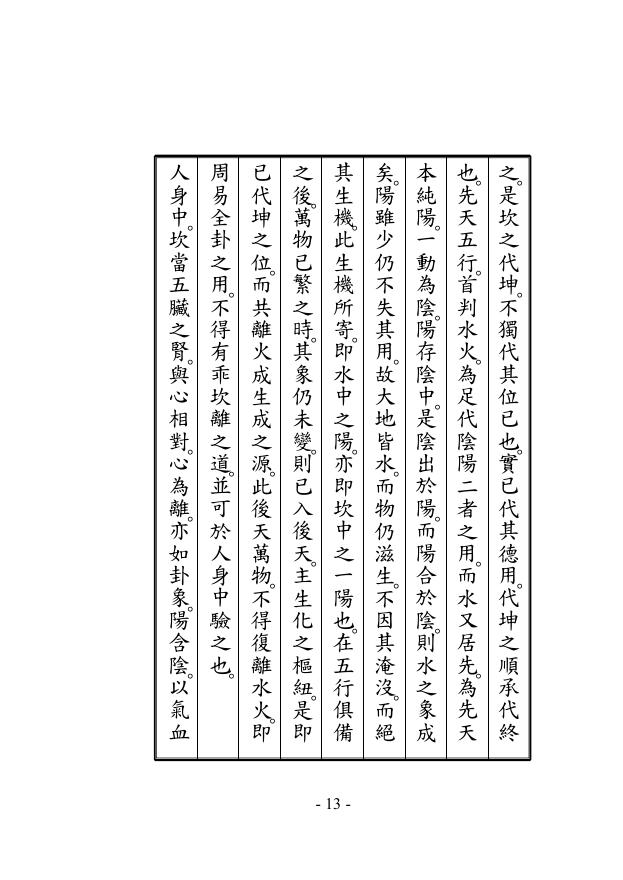 之。是坎之代坤。不獨代其位已也。實已代其德用。代坤之順承代終
也。先天五行。首判水火。為足代陰陽二者之用。而水又居先。為先天
本純陽。一動為陰。陽存陰中。是陰出於陽。而陽合於陰。則水之象成
矣。陽雖少仍不失其用。故大地皆水。而物仍滋生。不因其淹沒。而絕
其生機。此生機所寄。即水中之陽。亦即坎中之一陽也。在五行俱備
之後。萬物已繁之時。其象仍未變。則已入後天。主生化之樞紐。是即
已代坤之位。而共離火成生成之源。此後天萬物。不得復離水火。即
周易全卦之用。不得有乖坎離之道。並可於人身中驗之也。
人身中。坎當五臟之腎。與心相對。心為離。亦如卦象。陽含陰。以氣血
- 13 -